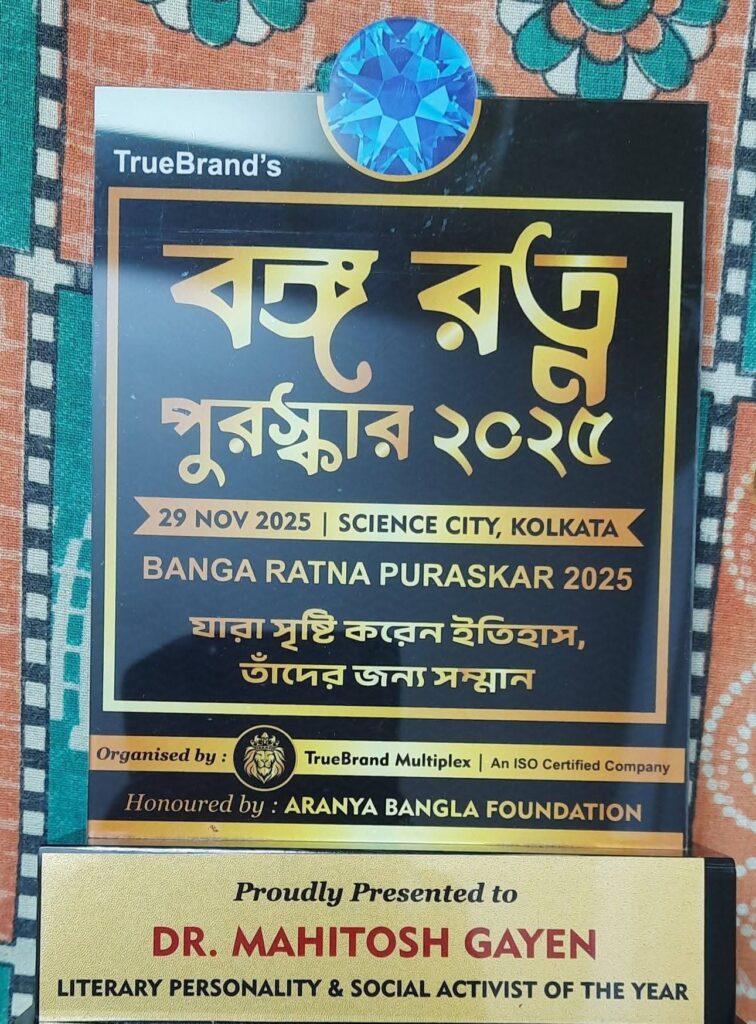 TrueBrand's
বঙ্গ রত্ন
পুরস্কার ২০২৫
29 NOV 2025 | SCIENCE CITY, KOLKATA
BANGA RATNA PURASKAR 2025
যারা সৃষ্টি করেন ইতিহাস,
তাঁদের জন্য সম্মান
Organised by : TrueBrand Multiplex | An ISO Certified Company
Honoured by : ARANYA BANGLA FOUNDATION
Proudly Presented to
DR. MAHITOSH GAYEN
LITERARY PERSONALITY & SOCIAL ACTIVIST OF THE YEAR